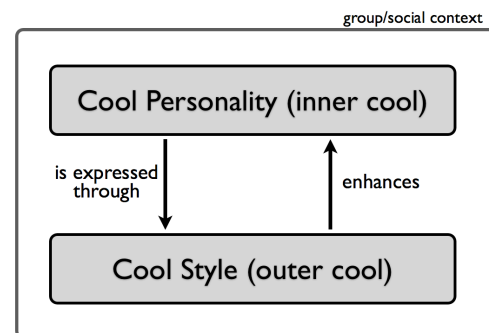 group/social context
Cool Personality (inner cool)
is expressed
through
enhances
Cool Style (outer cool)